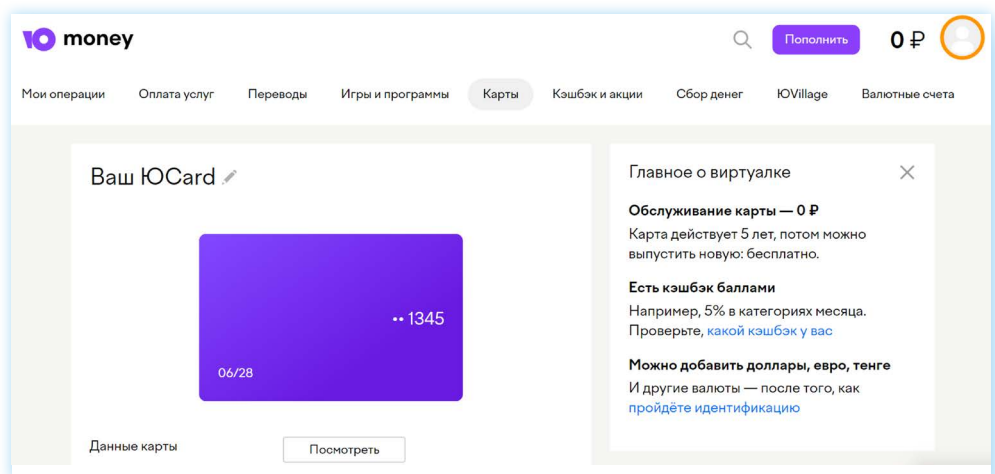 Ю money
Пополнить
0 ₽
Мои операции Оплата услуг Переводы Игры и программы Карты Кэшбэк и акции Сбор денег ЮVillage Валютные счета
Ваш ЮCard
•• 1345
06/28
Данные карты Посмотреть
Главное о виртуалке
Обслуживание карты — 0 ₽
Карта действует 5 лет, потом можно
выпустить новую: бесплатно.
Есть кэшбэк баллами
Например, 5% в категориях месяца.
Проверьте, какой кэшбэк у вас
Можно добавить доллары, евро, тенге
И другие валюты — после того, как
пройдёте идентификацию